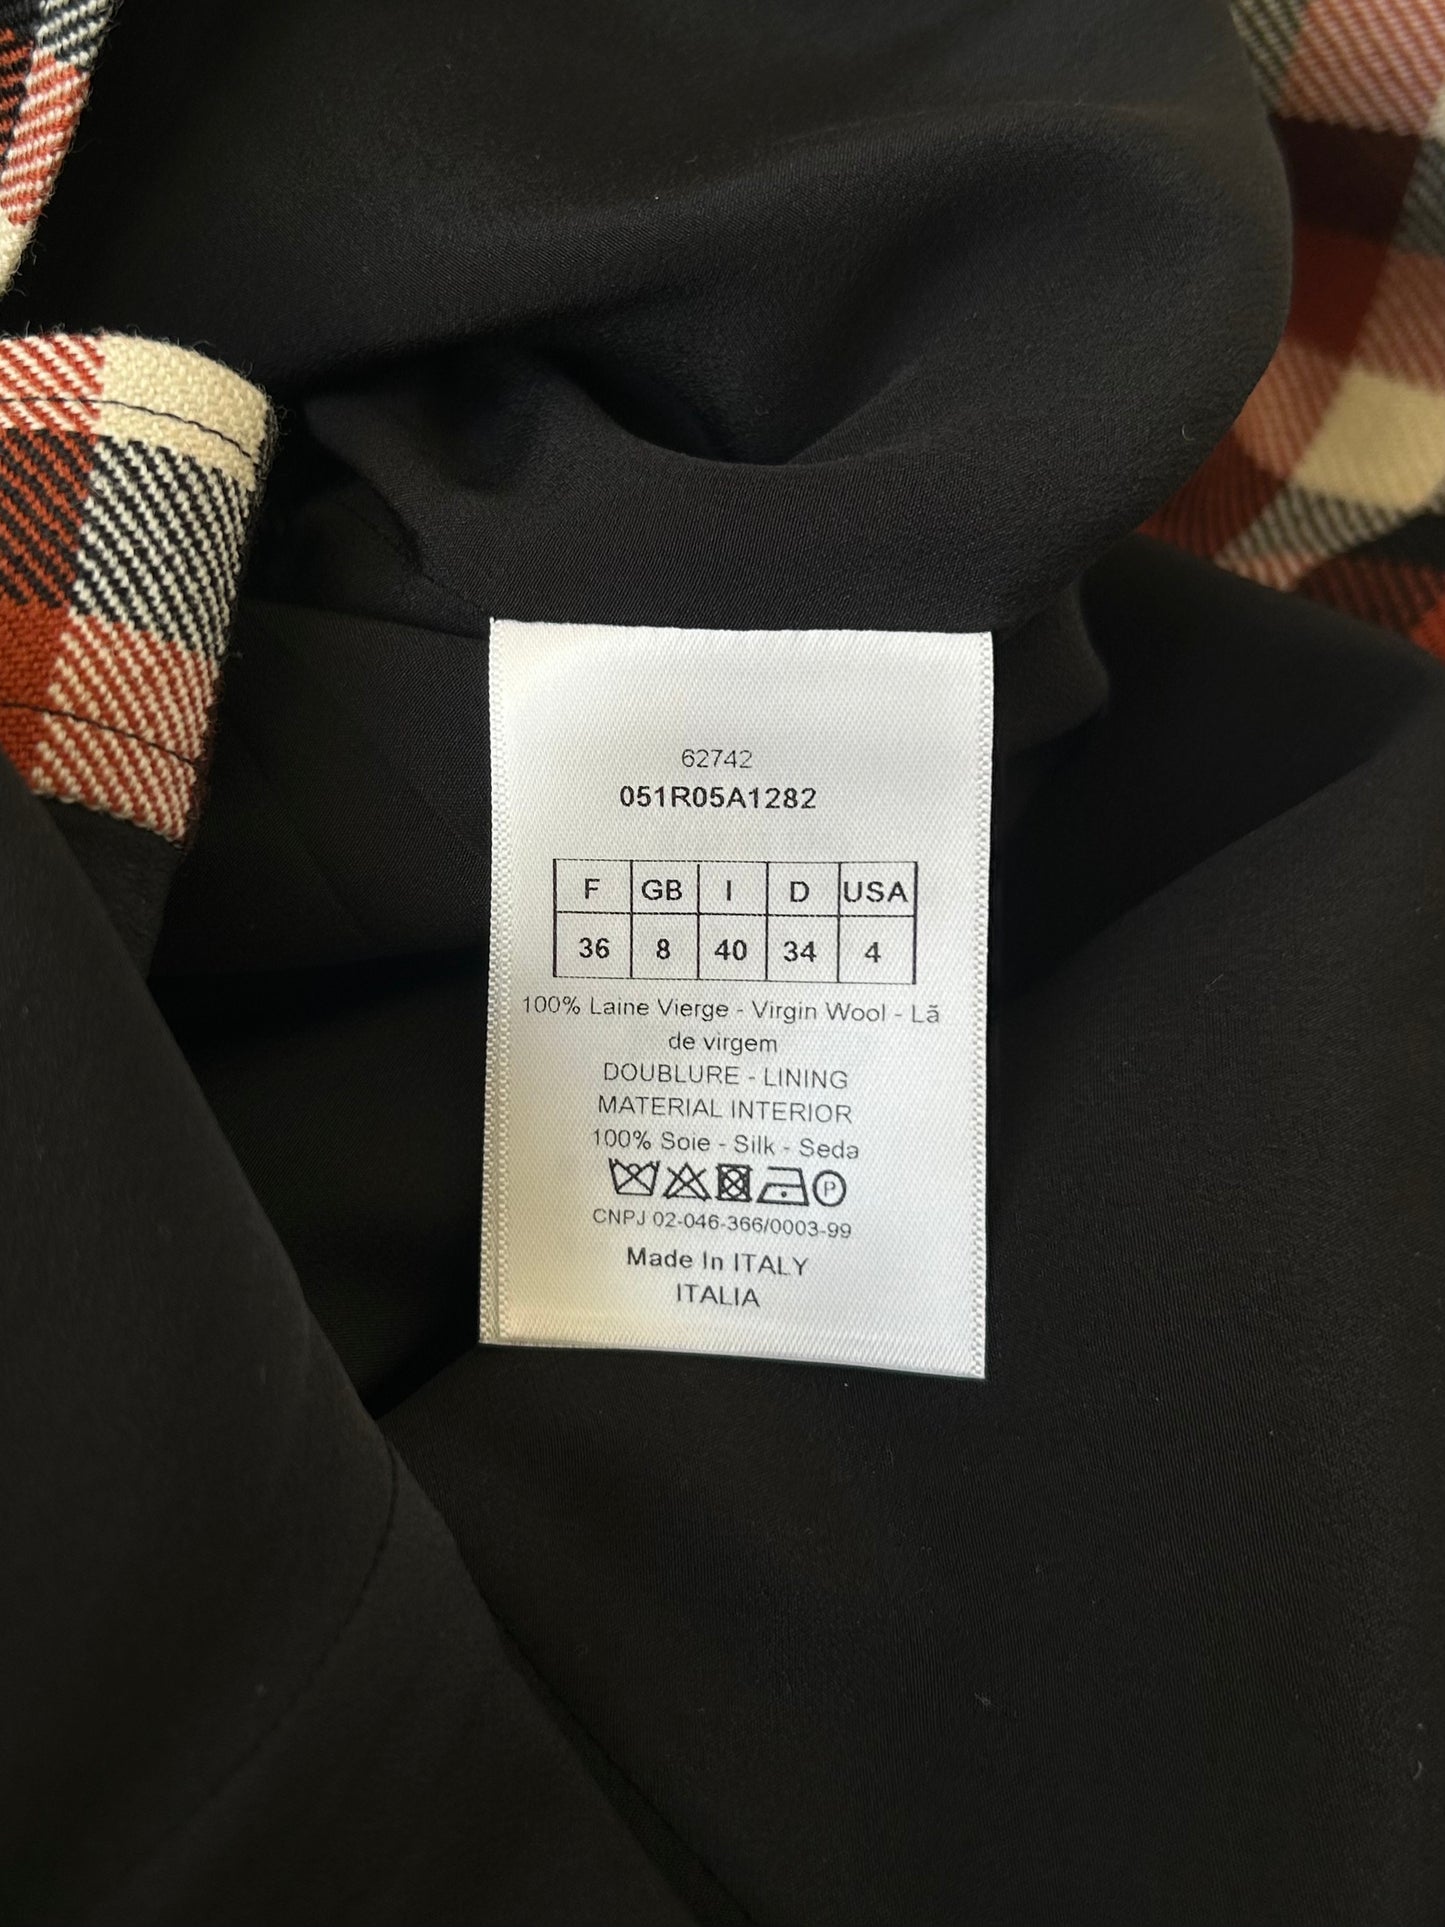 62742
051R05A1282
F GB I D USA
36 8 40 34 4
100% Laine Vierge - Virgin Wool - Lă
de virgem
DOUBLURE - LINING
MATERIAL INTERIOR
100% Soie - Silk - Seda
P
CNPJ 02-046-366/0003-99
Made In ITALY
ITALIA